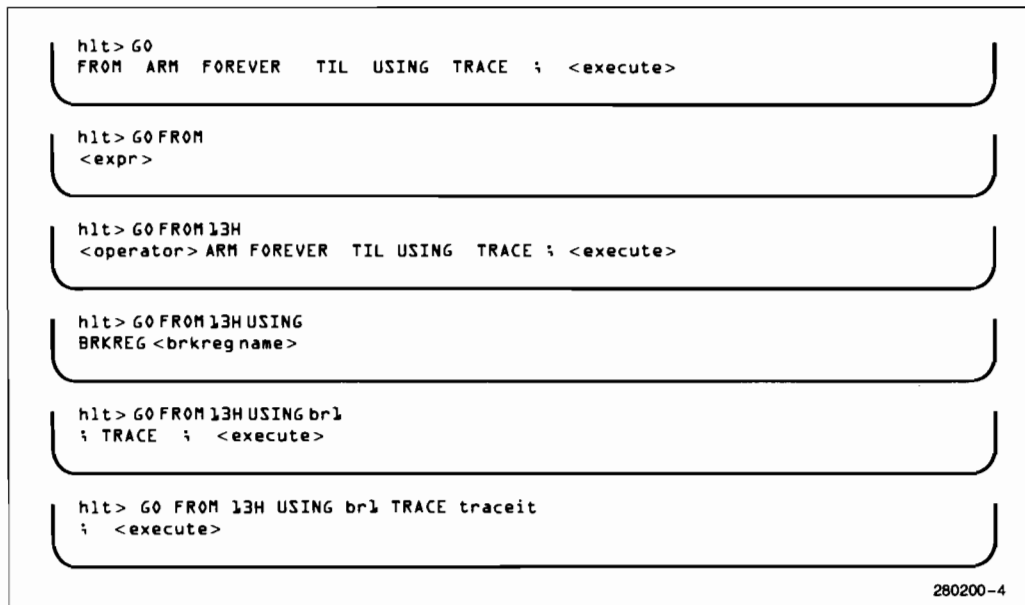 hlt> GO
FROM ARM FOREVER TIL USING TRACE ; <execute>
hlt> GO FROM
<expr>
hlt> GO FROM 13H
<operator> ARM FOREVER TIL USING TRACE ; <execute>
hlt> GO FROM 13H USING
BRKREG <brkreg name>
hlt> GO FROM 13H USING br1
; TRACE ; <execute>
hlt> GO FROM 13H USING br1 TRACE traceit
; <execute>
280200-4